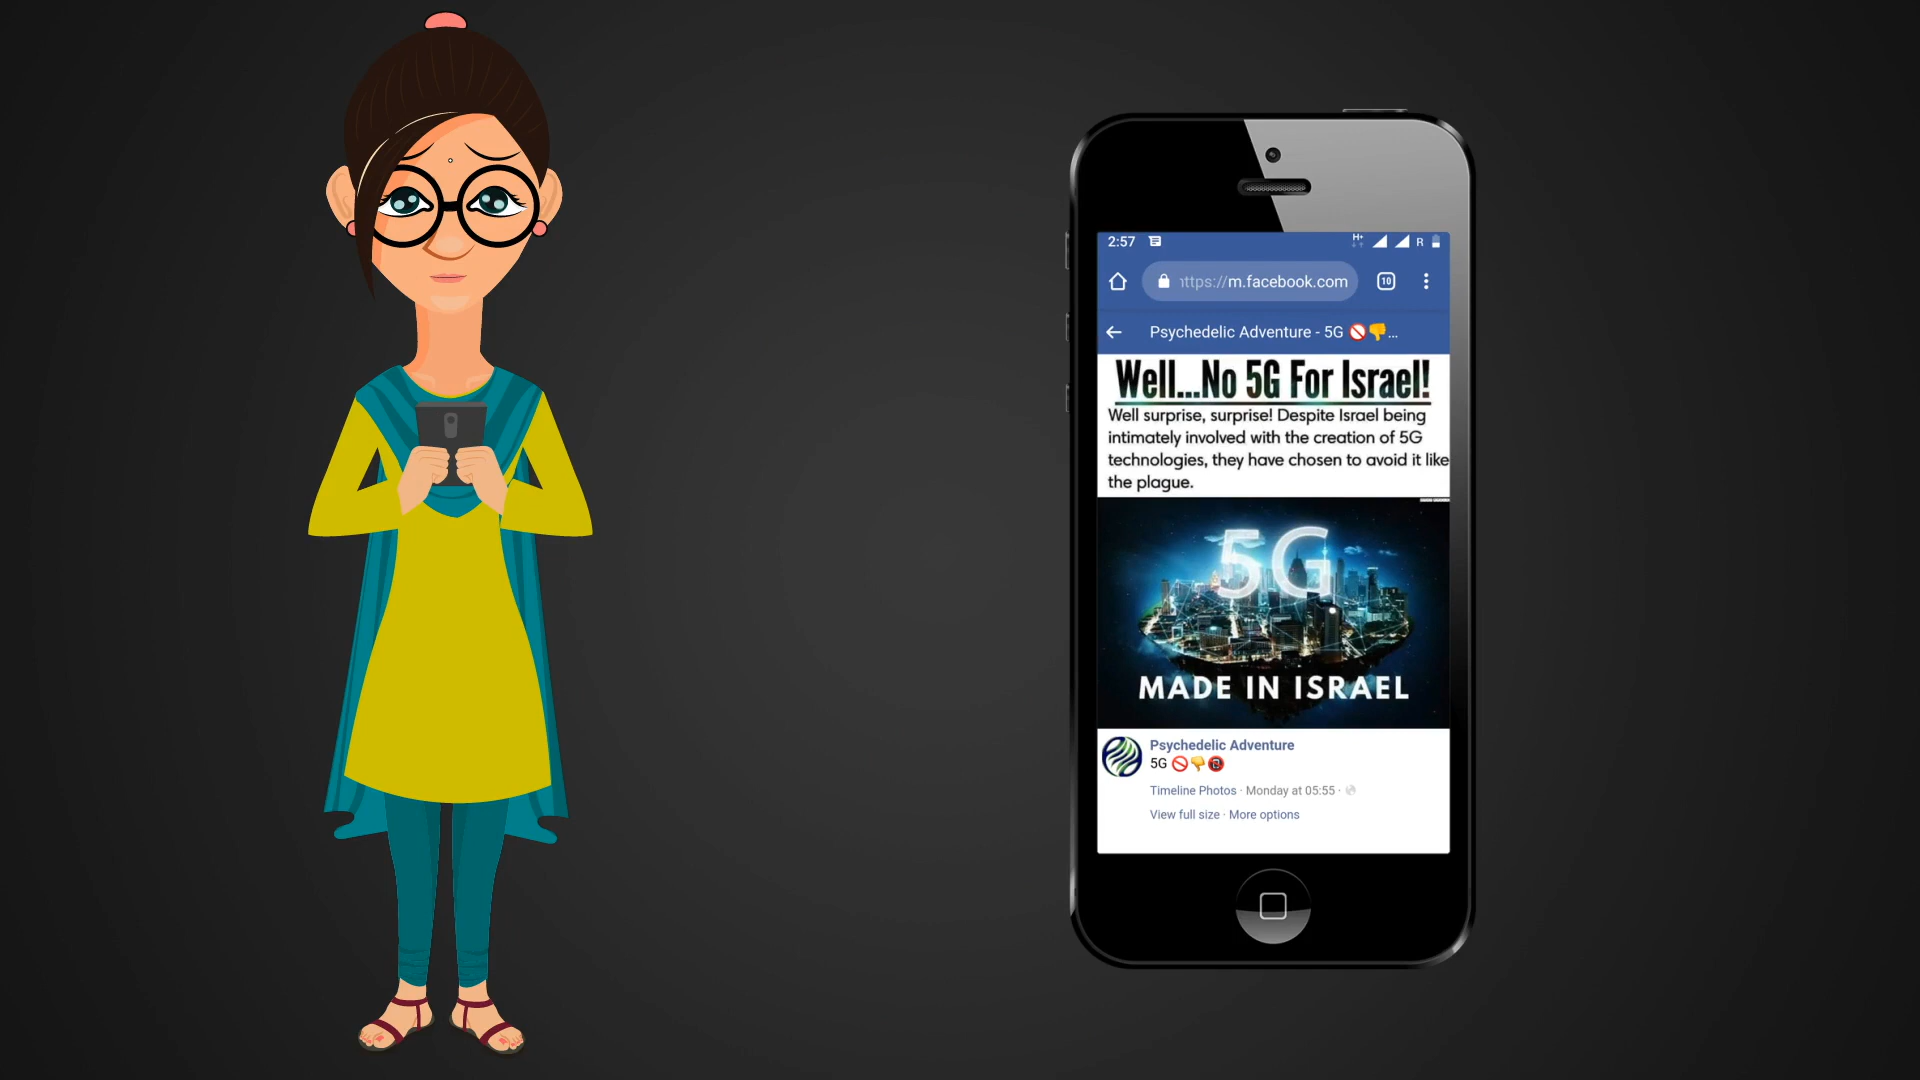 2:57 H+ R
https://m.facebook.com 10
Psychedelic Adventure - 5G 🚫👎...
Well...No 5G For Israel!
Well surprise, surprise! Despite Israel being
intimately involved with the creation of 5G
technologies, they have chosen to avoid it like
the plague.
5G
MADE IN ISRAEL
Psychedelic Adventure
5G 🚫👎📵
Timeline Photos · Monday at 05:55 ·
View full size · More options